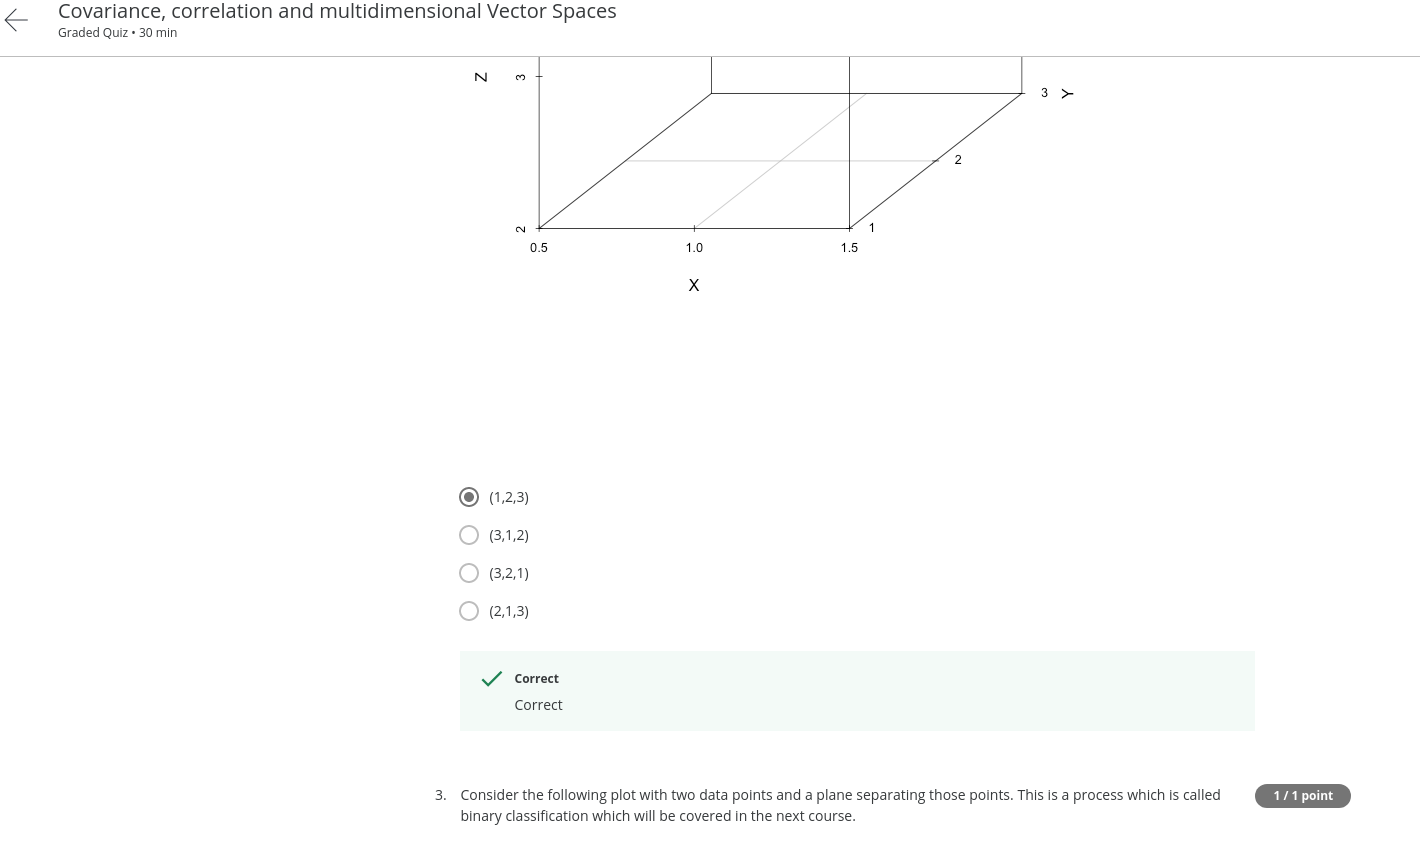 Covariance, correlation and multidimensional Vector Spaces
Graded Quiz • 30 min
Z
3
3
Y
2
2
1
0.5
1.0
1.5
X
(1,2,3)
(3,1,2)
(3,2,1)
(2,1,3)
Correct
Correct
3. Consider the following plot with two data points and a plane separating those points. This is a process which is called
binary classification which will be covered in the next course.
1 / 1 point